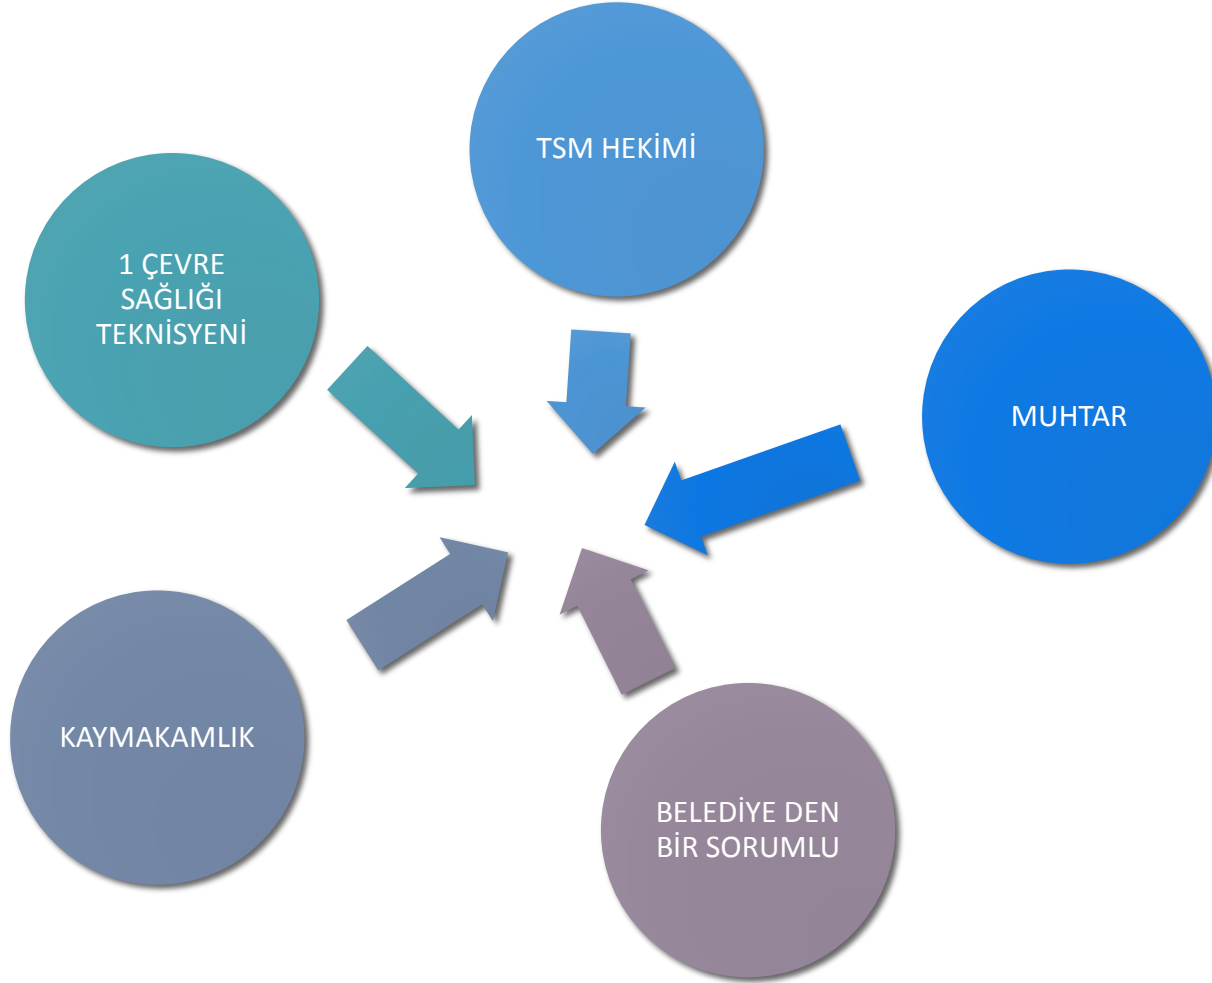 TSM HEKİMİ
1 ÇEVRE
SAĞLIĞI
TEKNİSYENİ
MUHTAR
KAYMAKAMLIK
BELEDİYE DEN
BİR SORUMLU